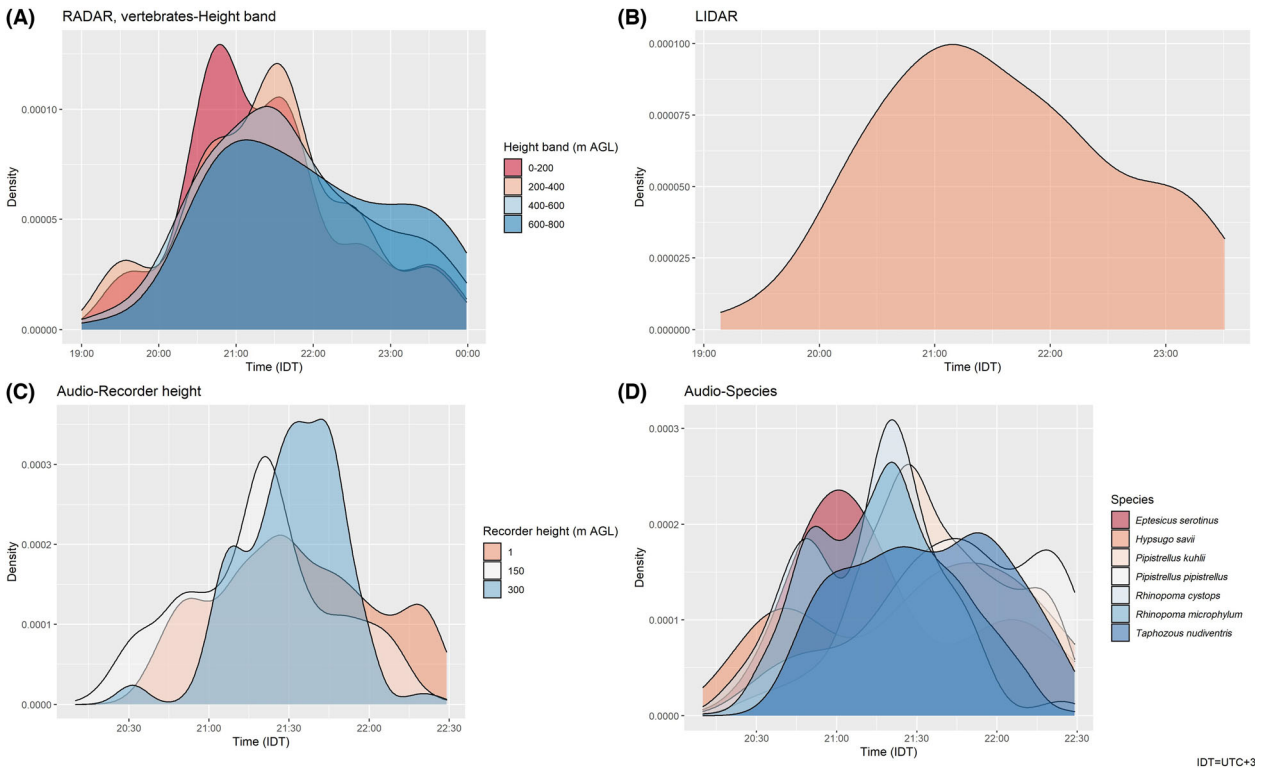 (A)
RADAR, vertebrates-Height band
Density
0.00010
0.00005
0.00000
19:00 20:00 21:00 22:00 23:00 00:00
Time (IDT)
Height band (m AGL)
0-200
200-400
400-600
600-800
(B)
LIDAR
Density
0.000100
0.000075
0.000050
0.000025
0.000000
19:00 20:00 21:00 22:00 23:00
Time (IDT)
(C)
Audio-Recorder height
Density
0.0003
0.0002
0.0001
0.0000
20:30 21:00 21:30 22:00 22:30
Time (IDT)
Recorder height (m AGL)
1
150
300
(D)
Audio-Species
Density
0.0003
0.0002
0.0001
0.0000
20:30 21:00 21:30 22:00 22:30
Time (IDT)
Species
Eptesicus serotinus
Hypsugo savii
Pipistrellus kuhlii
Pipistrellus pipistrellus
Rhinopoma cystops
Rhinopoma microphylum
Taphozous nudiventris
IDT=UTC+3